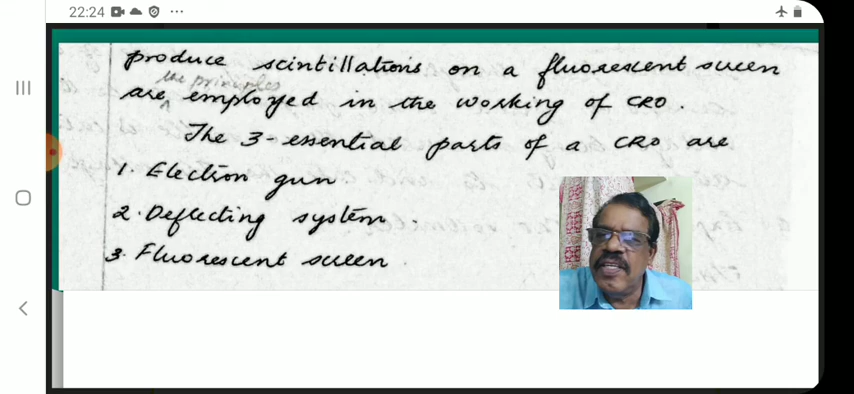 22:24
produce scintillations on a fluorescent screen
the principles
are employed in the working of CRO.
The 3-essential parts of a CRO are
1. Electron gun
2. Deflecting system.
3. Fluorescent screen.